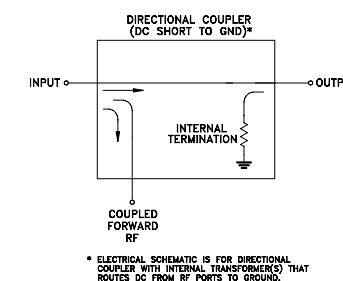 DIRECTIONAL COUPLER
(DC SHORT TO GND)*
INPUT
OUTP
INTERNAL
TERMINATION
COUPLED
FORWARD
RF
* ELECTRICAL SCHEMATIC IS FOR DIRECTIONAL
COUPLER WITH INTERNAL TRANSFORMER(S) THAT
ROUTES DC FROM RF PORTS TO GROUND.